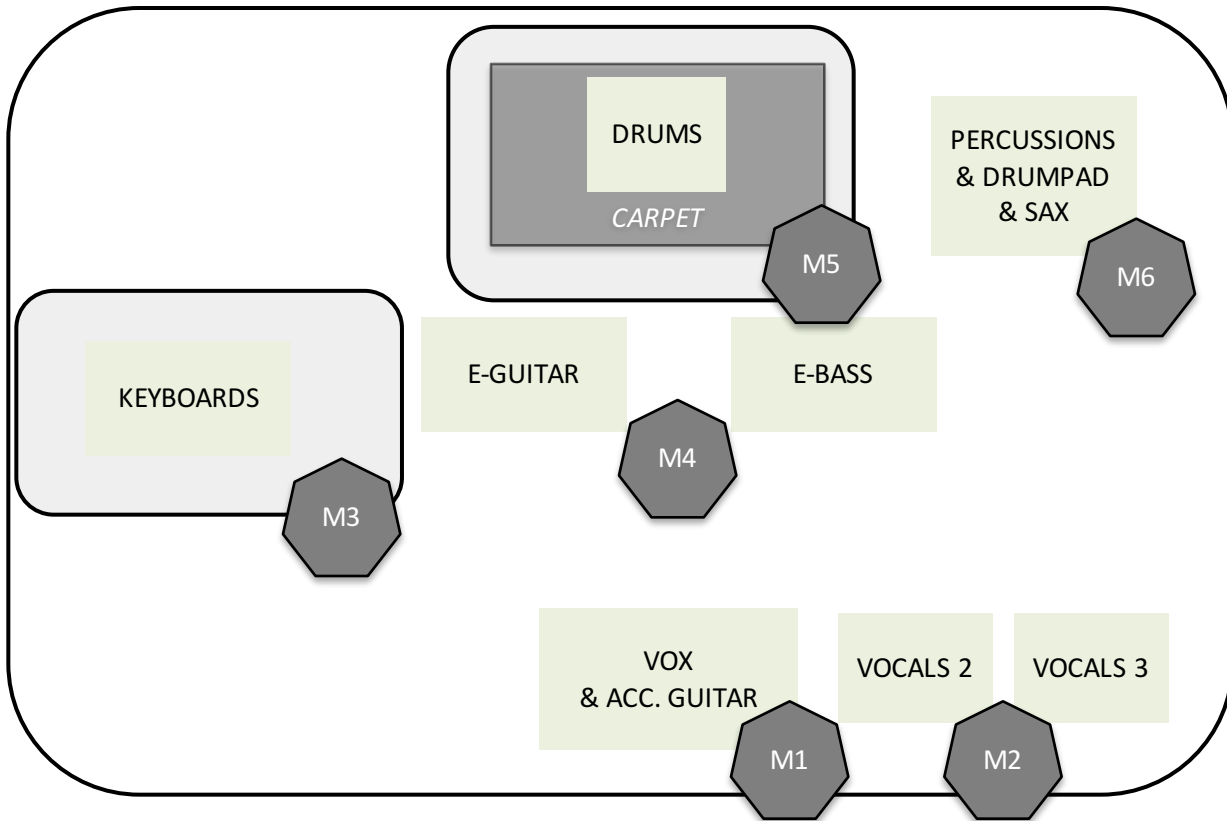 DRUMS
CARPET
PERCUSSIONS
& DRUMPAD
& SAX
M5
M6
KEYBOARDS
E-GUITAR
E-BASS
M4
M3
VOX
& ACC. GUITAR
VOCALS 2
VOCALS 3
M1
M2